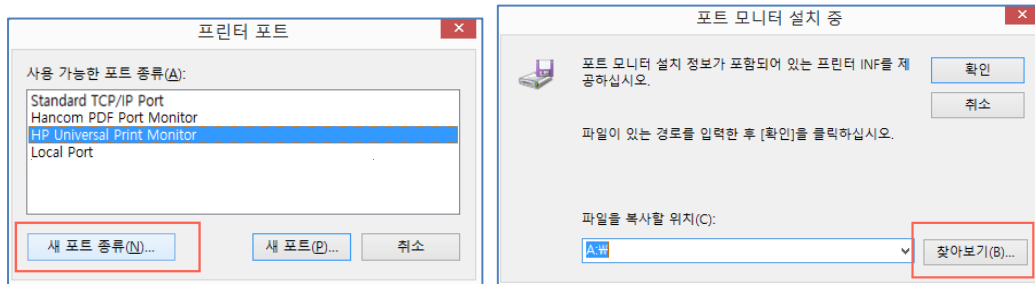 프린터 포트
사용 가능한 포트 종류(A):
Standard TCP/IP Port
Hancom PDF Port Monitor
HP Universal Print Monitor
Local Port
새 포트 종류(N)...
새 포트(P)...
취소
포트 모니터 설치 중
포트 모니터 설치 정보가 포함되어 있는 프린터 INF를 제
공하십시오.
확인
취소
파일이 있는 경로를 입력한 후 [확인]을 클릭하십시오.
파일을 복사할 위치(C):
A:₩
찾아보기(B)...